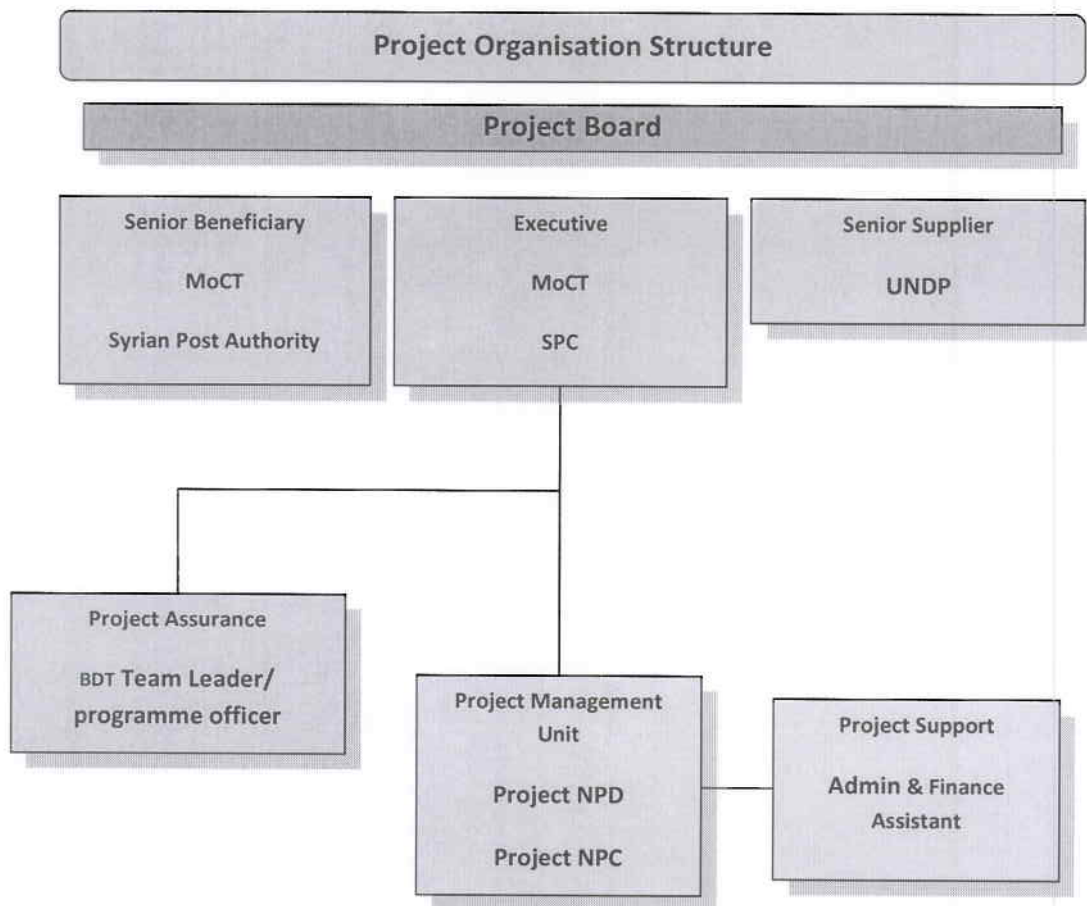 Project Organisation Structure
Project Board
Senior Beneficiary
MoCT
Syrian Post Authority
Executive
MoCT
SPC
Senior Supplier
UNDP
Project Assurance
BDT Team Leader/
programme officer
Project Management
Unit
Project NPD
Project NPC
Project Support
Admin & Finance
Assistant